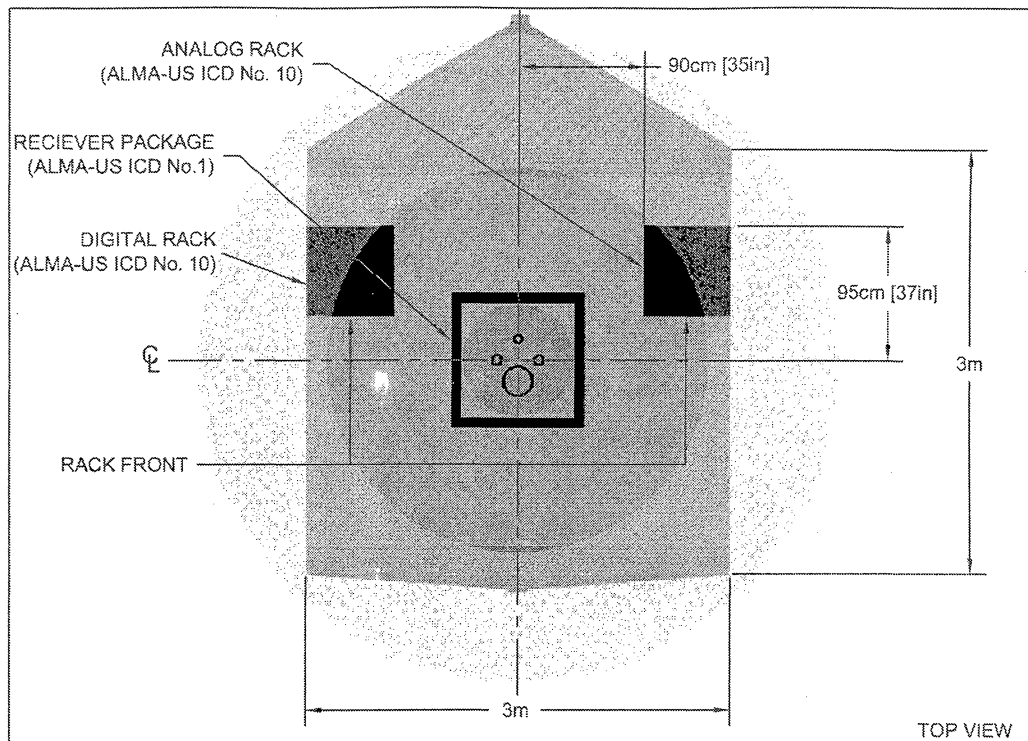 ANALOG RACK
(ALMA-US ICD No. 10)
90cm [35in]
RECIEVER PACKAGE
(ALMA-US ICD No.1)
DIGITAL RACK
(ALMA-US ICD No. 10)
95cm [37in]
℄
3m
RACK FRONT
3m
TOP VIEW